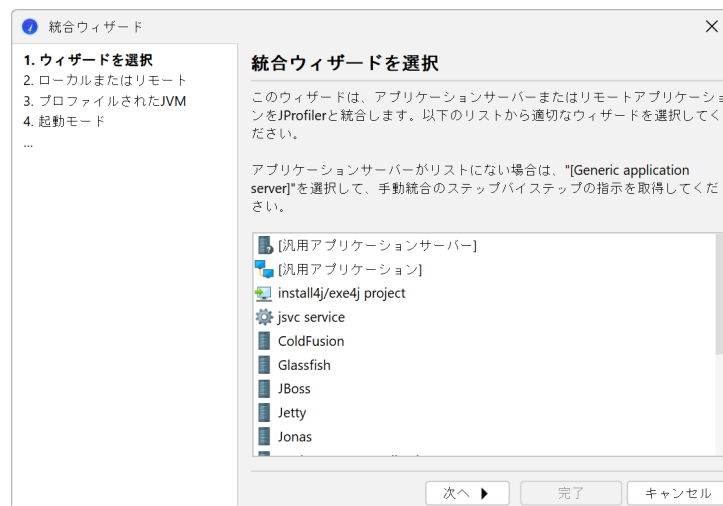 統合ウィザード
1. ウィザードを選択
2. ローカルまたはリモート
3. プロファイルされたJVM
4. 起動モード
...
統合ウィザードを選択
このウィザードは、アプリケーションサーバーまたはリモートアプリケーショ
ンをJProfilerと統合します。以下のリストから適切なウィザードを選択してく
ださい。
アプリケーションサーバーがリストにない場合は、"[Generic application
server]"を選択して、手動統合のステップバイステップの指示を取得してくだ
さい。
[汎用アプリケーションサーバー]
[汎用アプリケーション]
install4j/exe4j project
jsvc service
ColdFusion
Glassfish
JBoss
Jetty
Jonas
次へ
完了
キャンセル